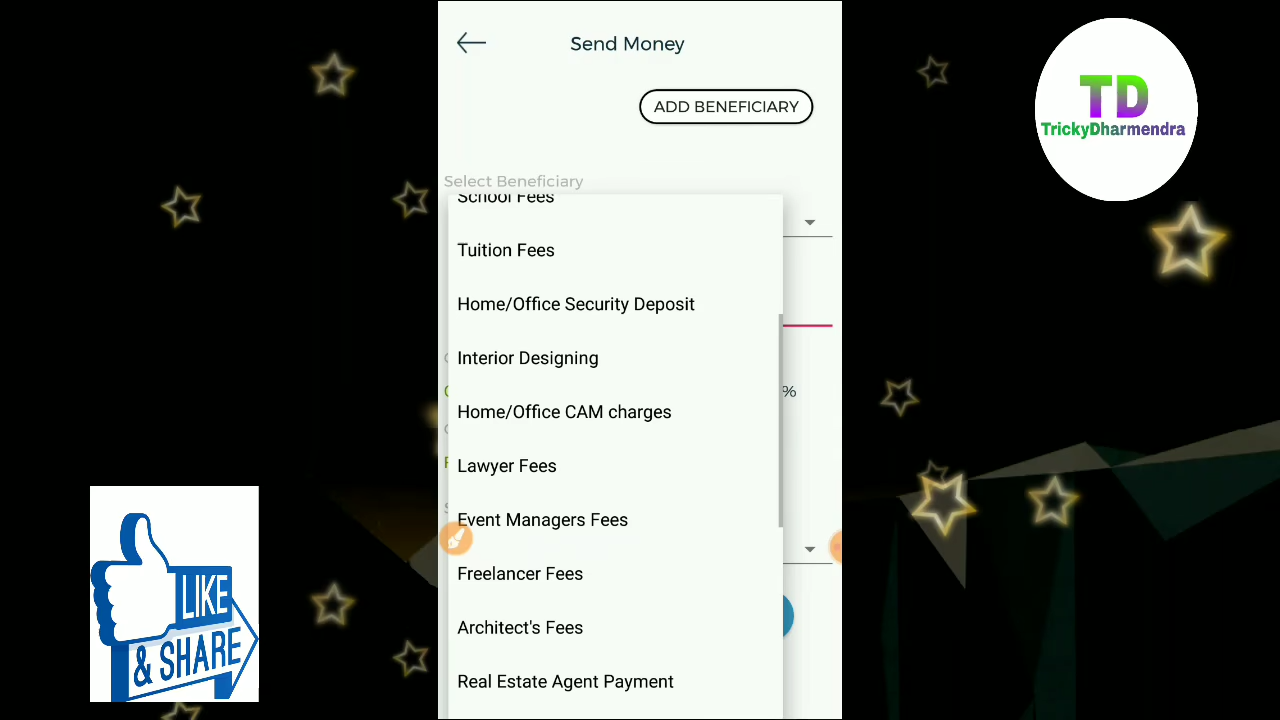 Send Money
ADD BENEFICIARY
TD
TrickyDharmendra
Select Beneficiary
School Fees
Tuition Fees
Home/Office Security Deposit
Interior Designing
%
Home/Office CAM charges
Lawyer Fees
Event Managers Fees
Freelancer Fees
Architect's Fees
Real Estate Agent Payment
LIKE
& SHARE